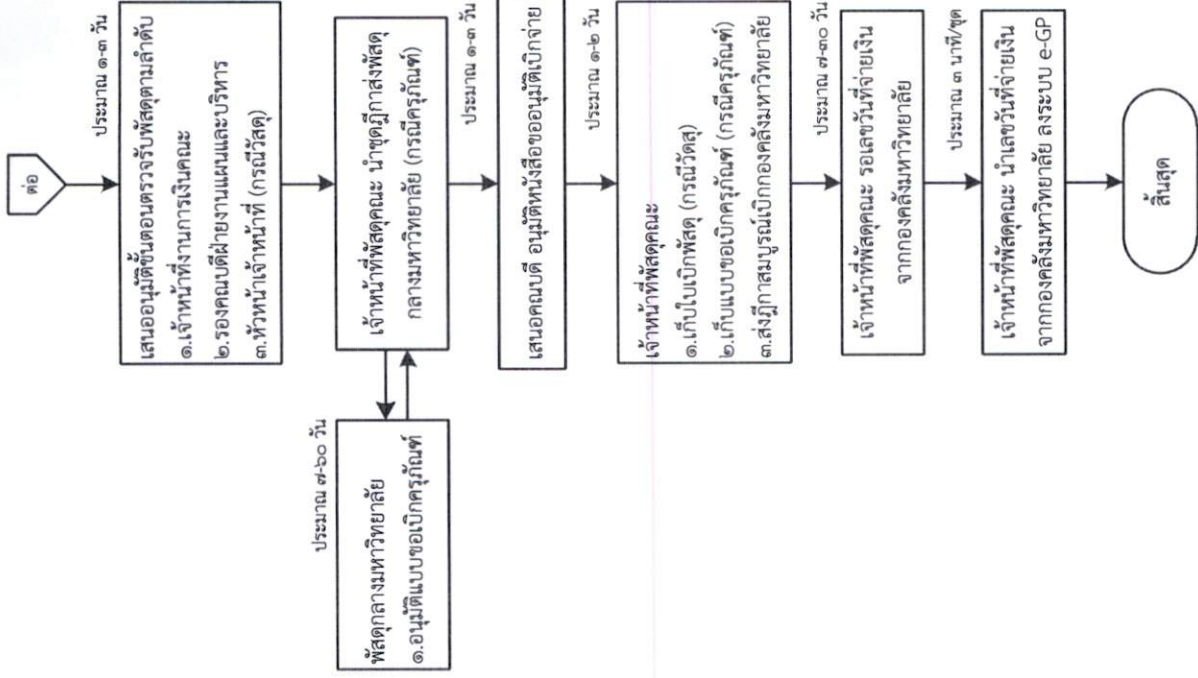 ต่อ
ประมาณ ๑-๓ วัน
เสนออนุมัติขั้นตอนตรวจรับพัสดุตามลำดับ
๑.เจ้าหน้าที่งานการเงินคณะ
๒.รองคณบดีฝ่ายงานแผนและบริหาร
๓.หัวหน้าเจ้าหน้าที่ (กรณีวัสดุ)
เจ้าหน้าที่พัสดุคณะ นำชุดฎีกาส่งพัสดุ
กลางมหาวิทยาลัย (กรณีครุภัณฑ์)
ประมาณ ๗-๖๐ วัน
พัสดุกลางมหาวิทยาลัย
๑.อนุมัติแบบขอเบิกครุภัณฑ์
ประมาณ ๑-๓ วัน
เสนอคณบดี อนุมัติหนังสือขออนุมัติเบิกจ่าย
ประมาณ ๑-๒ วัน
เจ้าหน้าที่พัสดุคณะ
๑.เก็บใบเบิกพัสดุ (กรณีวัสดุ)
๒.เก็บแบบขอเบิกครุภัณฑ์ (กรณีครุภัณฑ์)
๓.ส่งฎีกาสมบูรณ์เบิกกองคลังมหาวิทยาลัย
ประมาณ ๗-๓๐ วัน
เจ้าหน้าที่พัสดุคณะ รอเลขวันที่จ่ายเงิน
จากกองคลังมหาวิทยาลัย
ประมาณ ๓ นาที/ชุด
เจ้าหน้าที่พัสดุคณะ นำเลขวันที่จ่ายเงิน
จากกองคลังมหาวิทยาลัย ลงระบบ e-GP
สิ้นสุด